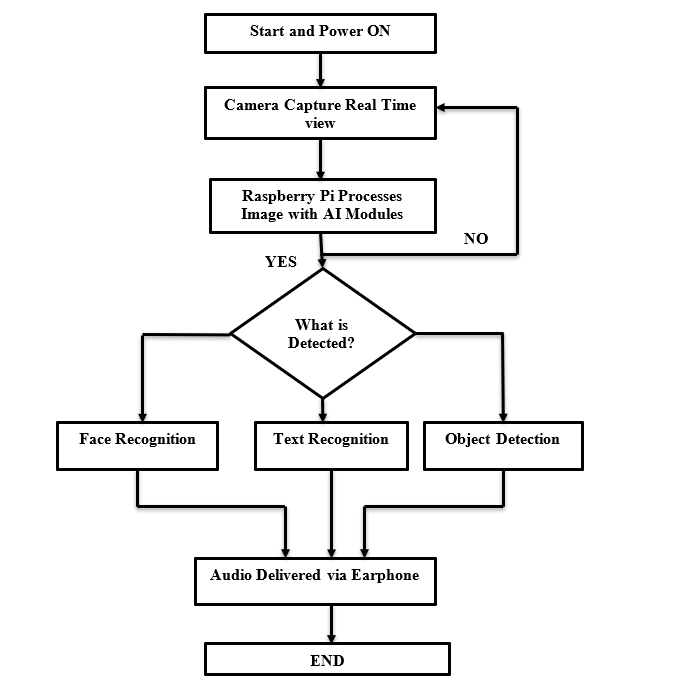 Start and Power ON
Camera Capture Real Time
view
Raspberry Pi Processes
Image with AI Modules
NO
YES
What is
Detected?
Face Recognition
Text Recognition
Object Detection
Audio Delivered via Earphone
END